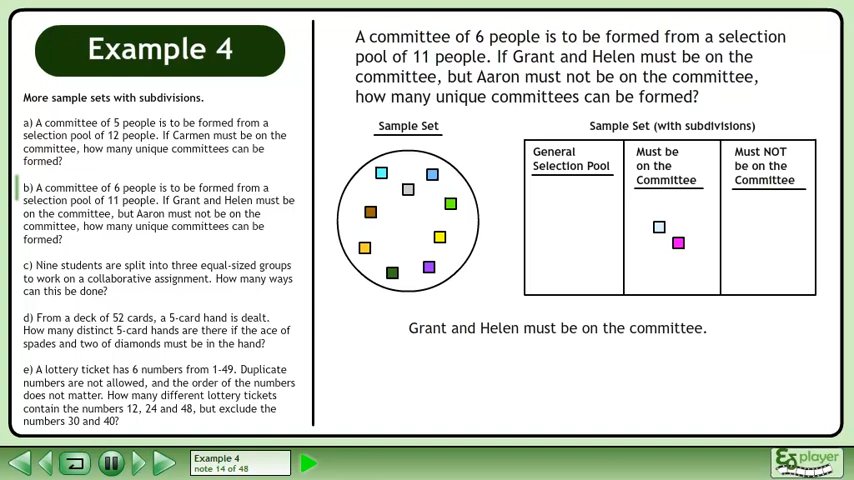 Example 4
More sample sets with subdivisions.
a) A committee of 5 people is to be formed from a
selection pool of 12 people. If Carmen must be on the
committee, how many unique committees can be
formed?
b) A committee of 6 people is to be formed from a
selection pool of 11 people. If Grant and Helen must be
on the committee, but Aaron must not be on the
committee, how many unique committees can be
formed?
c) Nine students are split into three equal-sized groups
to work on a collaborative assignment. How many ways
can this be done?
d) From a deck of 52 cards, a 5-card hand is dealt.
How many distinct 5-card hands are there if the ace of
spades and two of diamonds must be in the hand?
e) A lottery ticket has 6 numbers from 1-49. Duplicate
numbers are not allowed, and the order of the numbers
does not matter. How many different lottery tickets
contain the numbers 12, 24 and 48, but exclude the
numbers 30 and 40?
A committee of 6 people is to be formed from a selection
pool of 11 people. If Grant and Helen must be on the
committee, but Aaron must not be on the committee,
how many unique committees can be formed?
Sample Set
Sample Set (with subdivisions)
General
Selection Pool
Must be
on the
Committee
Must NOT
be on the
Committee
Grant and Helen must be on the committee.
Example 4
note 14 of 48
player